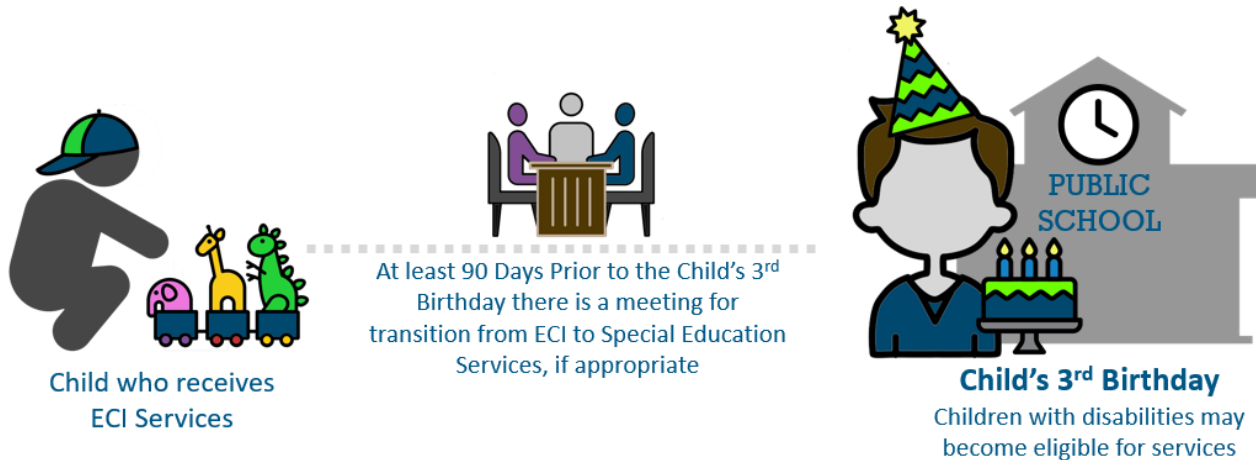 Child who receives
ECI Services
At least 90 Days Prior to the Child's 3rd
Birthday there is a meeting for
transition from ECI to Special Education
Services, if appropriate
PUBLIC
SCHOOL
Child's 3rd Birthday
Children with disabilities may
become eligible for services